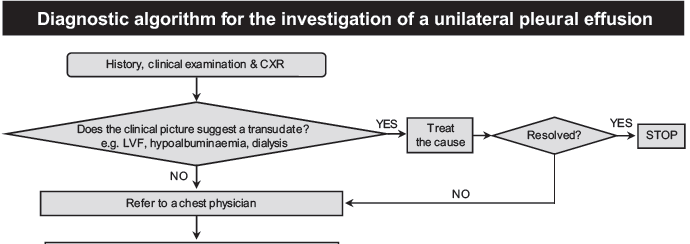 Diagnostic algorithm for the investigation of a unilateral pleural effusion
History, clinical examination & CXR
Does the clinical picture suggest a transudate?
e.g. LVF, hypoalbuminaemia, dialysis
YES
Treat
the cause
Resolved?
YES
STOP
NO
NO
Refer to a chest physician